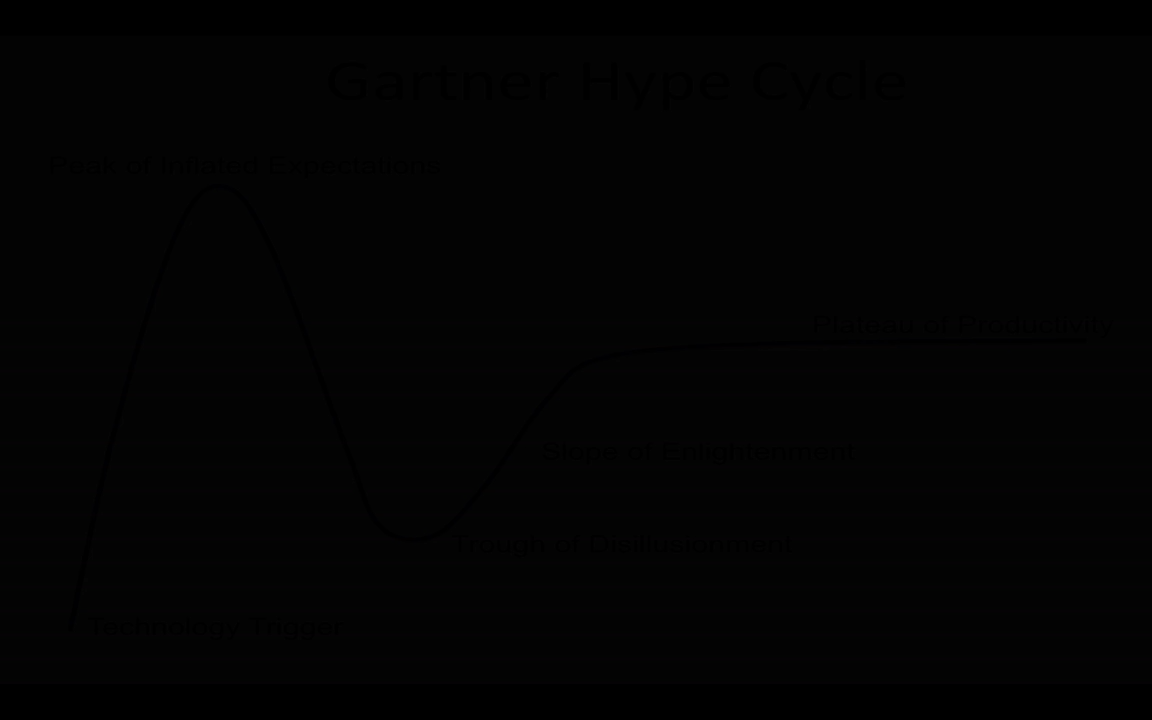 Gartner Hype Cycle
Peak of Inflated Expectations
Plateau of Productivity
Slope of Enlightenment
Trough of Disillusionment
Technology Trigger